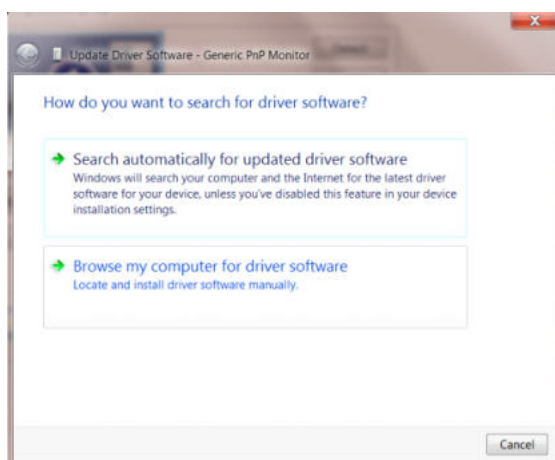 Update Driver Software - Generic PnP Monitor
How do you want to search for driver software?
Search automatically for updated driver software
Windows will search your computer and the Internet for the latest driver
software for your device, unless you've disabled this feature in your device
installation settings.
Browse my computer for driver software
Locate and install driver software manually.
Cancel